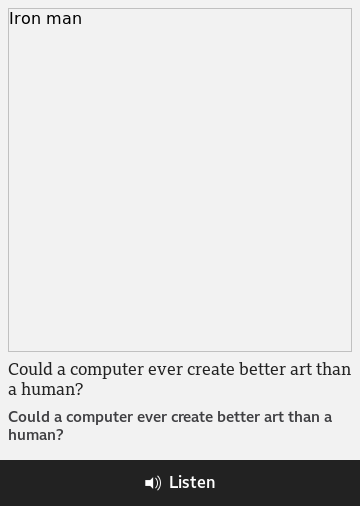 Iron man
Could a computer ever create better art than
a human?
Could a computer ever create better art than a
human?
Listen